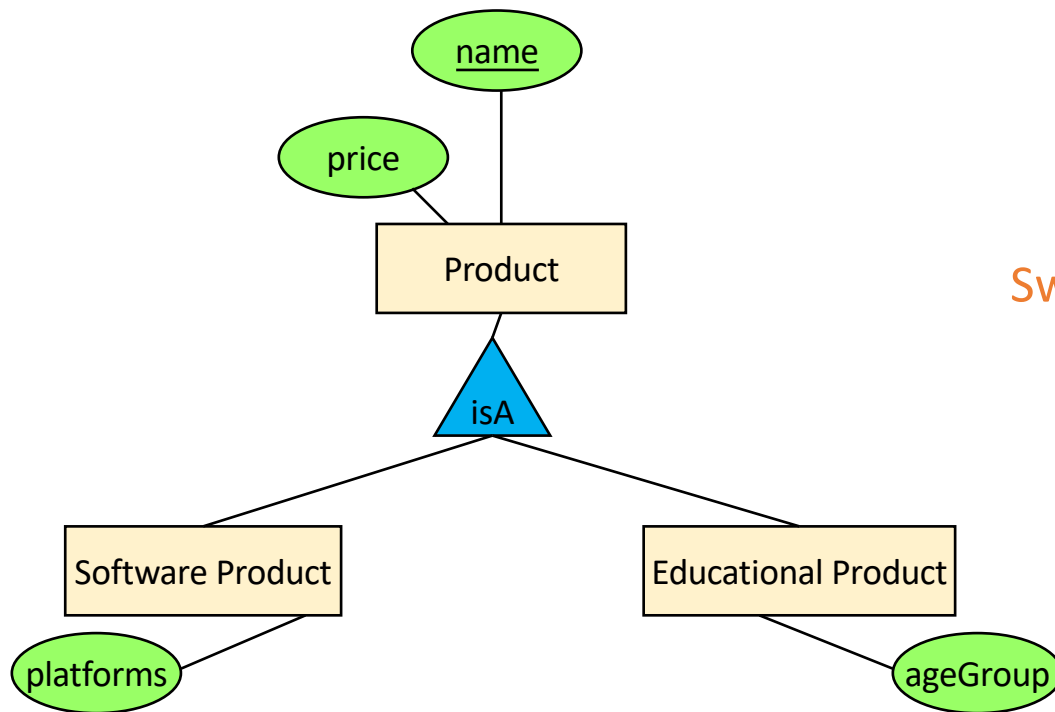 name
price
Product
Sw
isA
Software Product
Educational Product
platforms
ageGroup